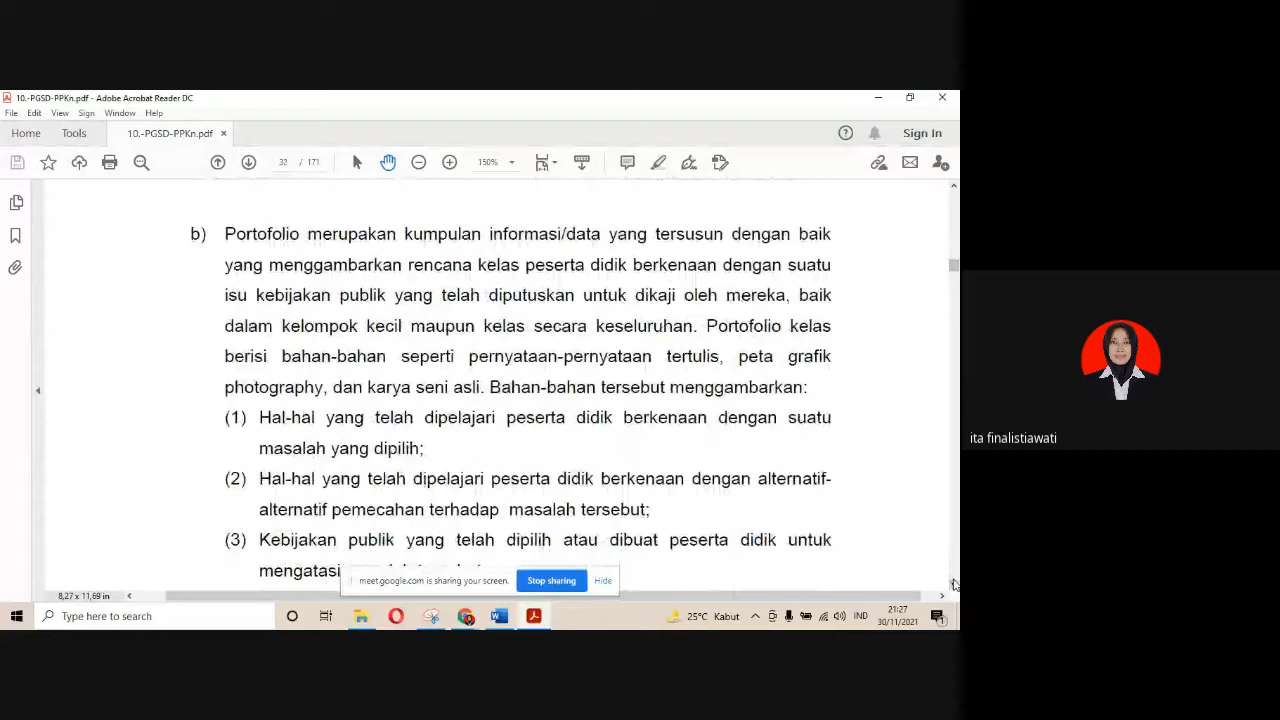 10.-PGSD-PPKn.pdf - Adobe Acrobat Reader DC
File Edit View Sign Window Help
Home Tools 10.-PGSD-PPKn.pdf × Sign In
32 / 171 150%
b) Portofolio merupakan kumpulan informasi/data yang tersusun dengan baik
yang menggambarkan rencana kelas peserta didik berkenaan dengan suatu
isu kebijakan publik yang telah diputuskan untuk dikaji oleh mereka, baik
dalam kelompok kecil maupun kelas secara keseluruhan. Portofolio kelas
berisi bahan-bahan seperti pernyataan-pernyataan tertulis, peta grafik
photography, dan karya seni asli. Bahan-bahan tersebut menggambarkan:
(1) Hal-hal yang telah dipelajari peserta didik berkenaan dengan suatu
masalah yang dipilih;
(2) Hal-hal yang telah dipelajari peserta didik berkenaan dengan alternatif-
alternatif pemecahan terhadap masalah tersebut;
(3) Kebijakan publik yang telah dipilih atau dibuat peserta didik untuk
mengatasi
meet.google.com is sharing your screen. Stop sharing Hide
8,27 x 11,69 in
Type here to search
25°C Kabut
IND
21:27
30/11/2021
ita finalistiawati